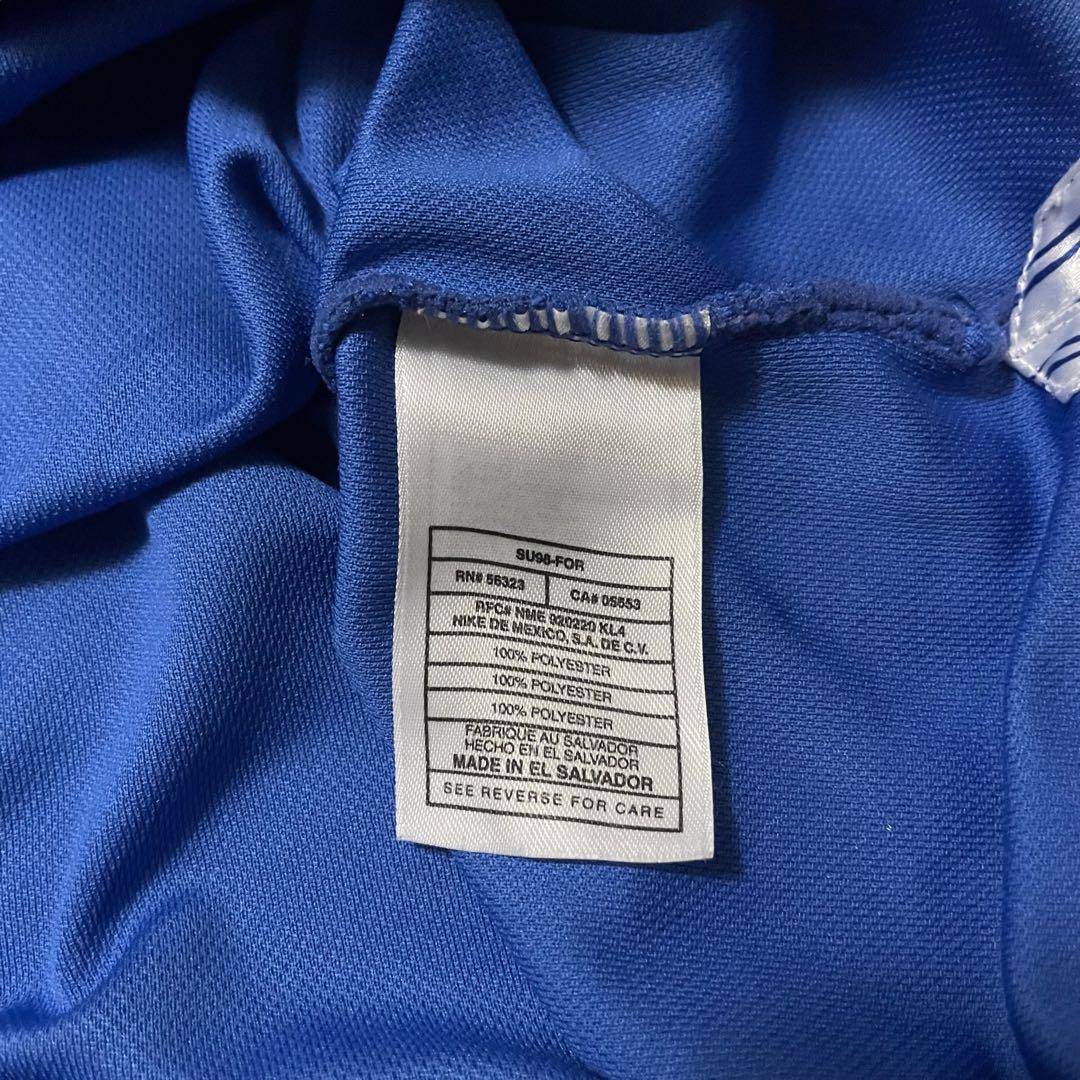 SU98-FOR
RN# 56323
CA# 05553
RFC# NME 920220 KL4
NIKE DE MEXICO, S.A. DE C.V.
100% POLYESTER
100% POLYESTER
100% POLYESTER
FABRIQUE AU SALVADOR
HECHO EN EL SALVADOR
MADE IN EL SALVADOR
SEE REVERSE FOR CARE